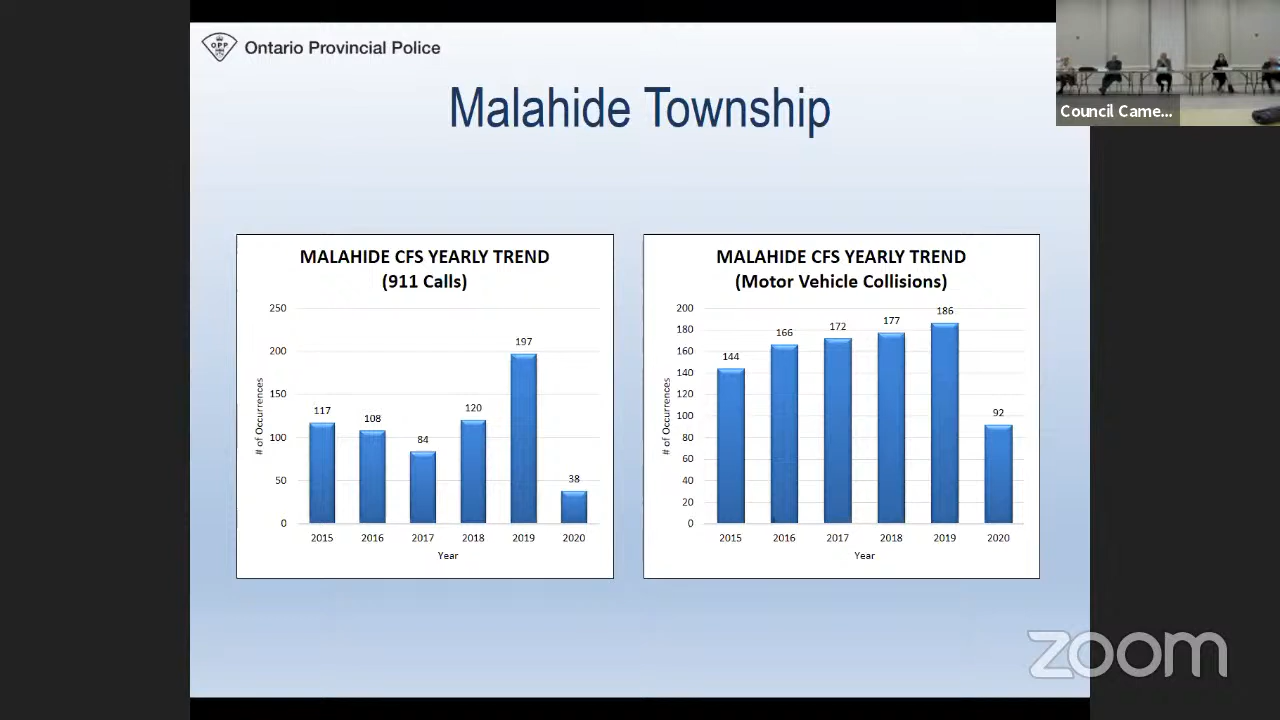 OPP
Ontario Provincial Police
Malahide Township
Council Came...
MALAHIDE CFS YEARLY TREND
(911 Calls)
250
200
150
100
50
0
# of Occurrences
117
108
84
120
197
38
2015 2016 2017 2018 2019 2020
Year
MALAHIDE CFS YEARLY TREND
(Motor Vehicle Collisions)
200
180
160
140
120
100
80
60
40
20
0
# of Occurrences
144
166
172
177
186
92
2015 2016 2017 2018 2019 2020
Year
zoom